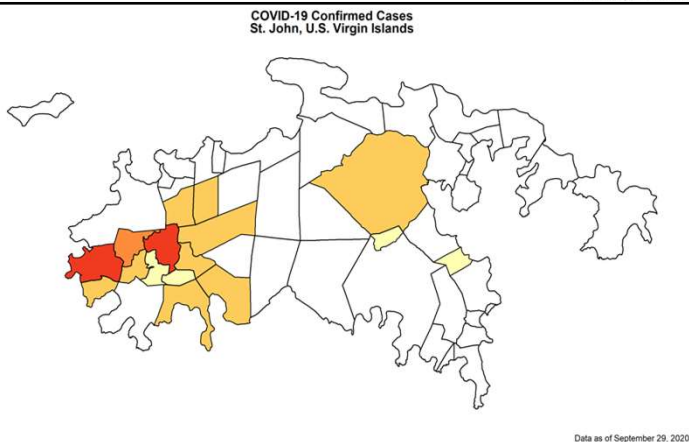 COVID-19 Confirmed Cases
St. John, U.S. Virgin Islands
Data as of September 29, 2020